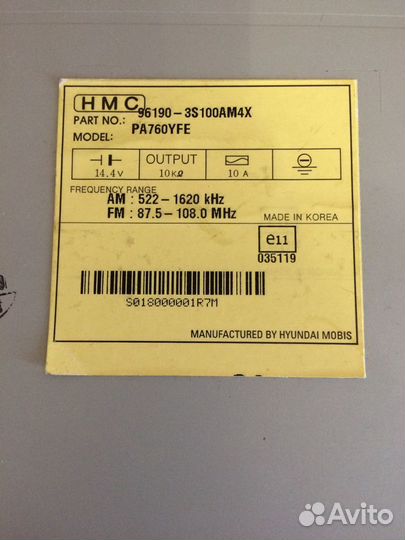 HMC
PART NO.: 96190-3S100AM4X
MODEL: PA760YFE
OUTPUT
14.4V 10KΩ 10 A
FREQUENCY RANGE
AM : 522-1620 kHz
FM : 87.5-108.0 MHz
MADE IN KOREA
e11
035119
S018000001R7M
MANUFACTURED BY HYUNDAI MOBIS
Avito